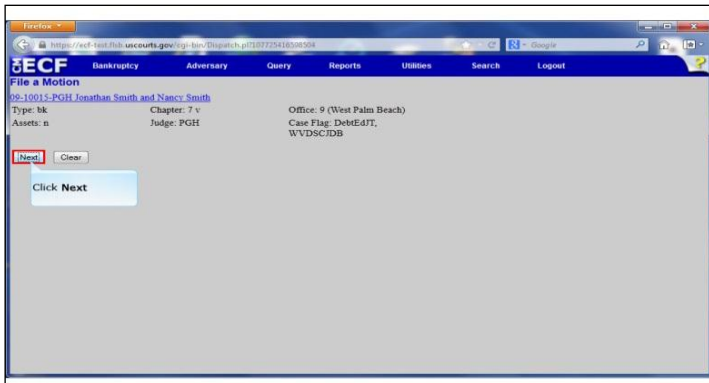 Firefox
https://ecf-test.flsb.uscourts.gov/cgi-bin/Dispatch.pl?107725418598504
Google
ECF Bankruptcy Adversary Query Reports Utilities Search Logout ?
File a Motion
09-10015-PGH Jonathan Smith and Nancy Smith
Type: bk Chapter: 7 v Office: 9 (West Palm Beach)
Assets: n Judge: PGH Case Flag: DebtEdJT,
WVDSCJDB
Next Clear
Click Next